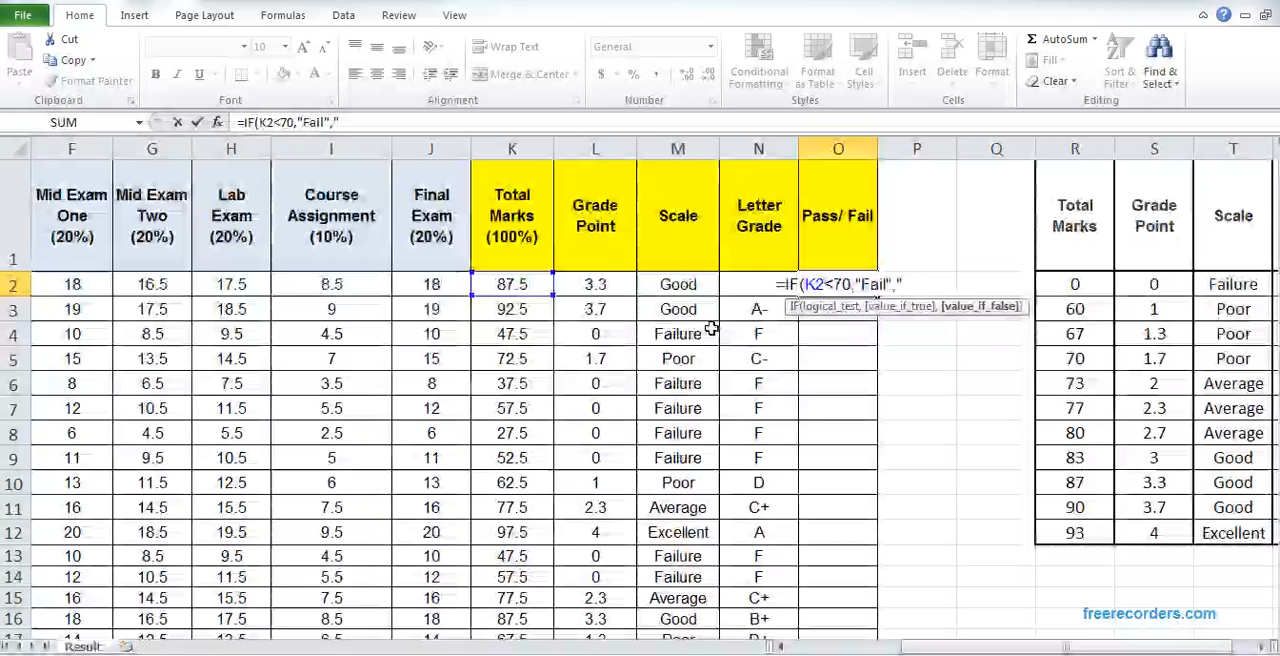 File Home Insert Page Layout Formulas Data Review View
Cut
Copy
Format Painter
Paste
10
Wrap Text
Merge & Center
General
Conditional Formatting
Format as Table
Cell Styles
Insert Delete Format
AutoSum
Fill
Clear
Sort & Filter
Find & Select
Clipboard Font Alignment Number Styles Cells Editing
SUM =IF(K2<70,"Fail","
F G H I J K L M N O P Q R S T
1 Mid Exam One (20%) Mid Exam Two (20%) Lab Exam (20%) Course Assignment (10%) Final Exam (20%) Total Marks (100%) Grade Point Scale Letter Grade Pass/ Fail Total Marks Grade Point Scale
2 18 16.5 17.5 8.5 18 87.5 3.3 Good =IF(K2<70,"Fail"," 0 0 Failure
IF(logical_test, [value_if_true), [value_if_false])
3 19 17.5 18.5 9 19 92.5 3.7 Good A- 60 1 Poor
4 10 8.5 9.5 4.5 10 47.5 0 Failure F 67 1.3 Poor
5 15 13.5 14.5 7 15 72.5 1.7 Poor C- 70 1.7 Poor
6 8 6.5 7.5 3.5 8 37.5 0 Failure F 73 2 Average
7 12 10.5 11.5 5.5 12 57.5 0 Failure F 77 2.3 Average
8 6 4.5 5.5 2.5 6 27.5 0 Failure F 80 2.7 Average
9 11 9.5 10.5 5 11 52.5 0 Failure F 83 3 Good
10 13 11.5 12.5 6 13 62.5 1 Poor D 87 3.3 Good
11 16 14.5 15.5 7.5 16 77.5 2.3 Average C+ 90 3.7 Good
12 20 18.5 19.5 9.5 20 97.5 4 Excellent A 93 4 Excellent
13 10 8.5 9.5 4.5 10 47.5 0 Failure F
14 12 10.5 11.5 5.5 12 57.5 0 Failure F
15 16 14.5 15.5 7.5 16 77.5 2.3 Average C+
16 18 16.5 17.5 8.5 18 87.5 3.3 Good B+
freerecorders.com
Result